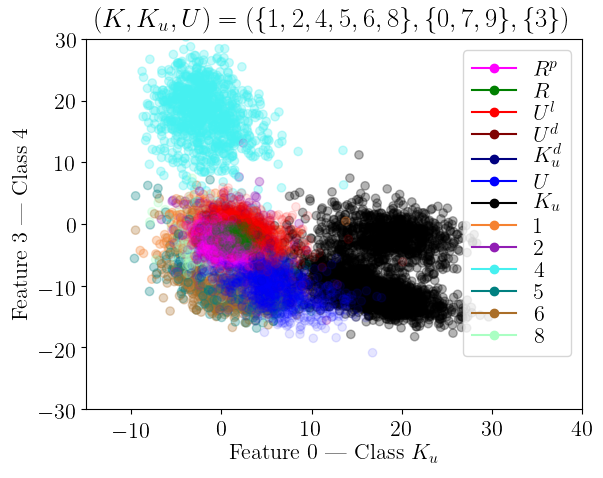 (K, K_u, U) = ({1, 2, 4, 5, 6, 8}, {0, 7, 9}, {3})
30
20
10
0
−10
−20
−30
Feature 3 — Class 4
−10
0
10
20
30
40
Feature 0 — Class K_u
R^p
R
U^l
U^d
K_u^d
U
K_u
1
2
4
5
6
8